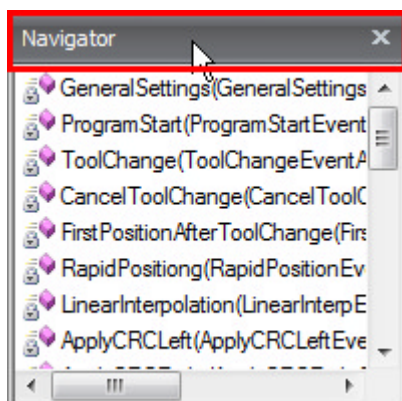 Navigator
GeneralSettings(GeneralSettings
ProgramStart(ProgramStartEvent
ToolChange(ToolChangeEventA
CancelToolChange(CancelToolC
FirstPositionAfterToolChange(Firs
RapidPositiong(RapidPositionEv
LinearInterpolation(LinearInterpE
ApplyCRCLeft(ApplyCRCLeftEve